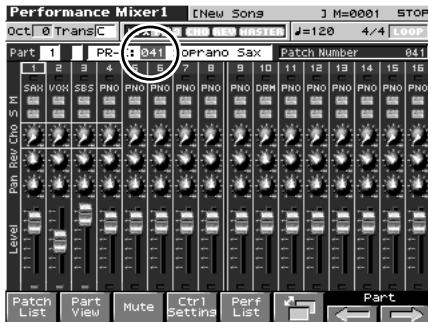 Performance Mixer1 [New Song ] M=0001 STOP
Oct 0 Trans C CHO REV MASTER ♩=120 4/4 LOOP
Part 1 PR- : 041 Soprano Sax Patch Number 041
1 2 3 4 5 6 7 8 9 10 11 12 13 14 15 16
SAX VOX SBS PNO PNO PNO PNO PNO PNO DRM PNO PNO PNO PNO PNO PNO
M
S
Cho
Rev
Pan
Level
Patch List Part View Mute Ctrl Setting Perf List Part